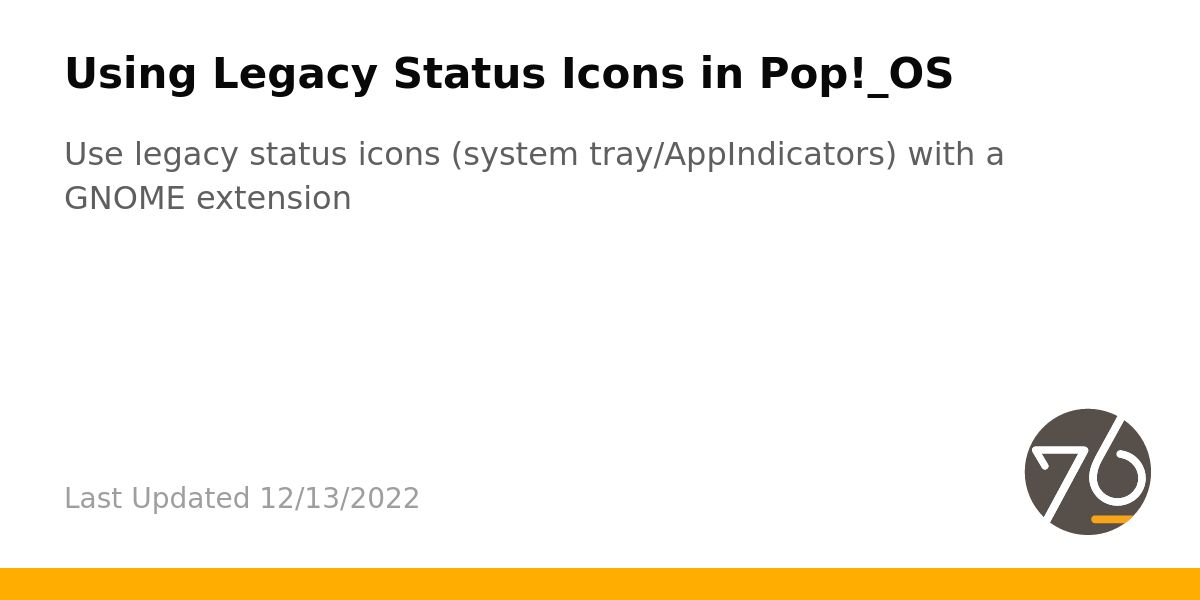 Using Legacy Status Icons in Pop!_OS
Use legacy status icons (system tray/AppIndicators) with a
GNOME extension
Last Updated 12/13/2022
76